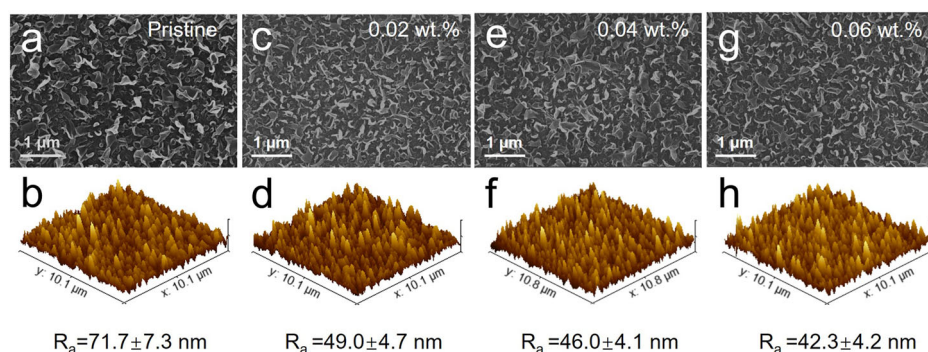 a Pristine
1 µm
c 0.02 wt.%
1 µm
e 0.04 wt.%
1 µm
g 0.06 wt.%
1 µm
b
y: 10.1 µm
x: 10.1 µm
d
y: 10.1 µm
x: 10.1 µm
f
y: 10.8 µm
x: 10.8 µm
h
y: 10.1 µm
x: 10.1 µm
Ra=71.7±7.3 nm
Ra=49.0±4.7 nm
Ra=46.0±4.1 nm
Ra=42.3±4.2 nm